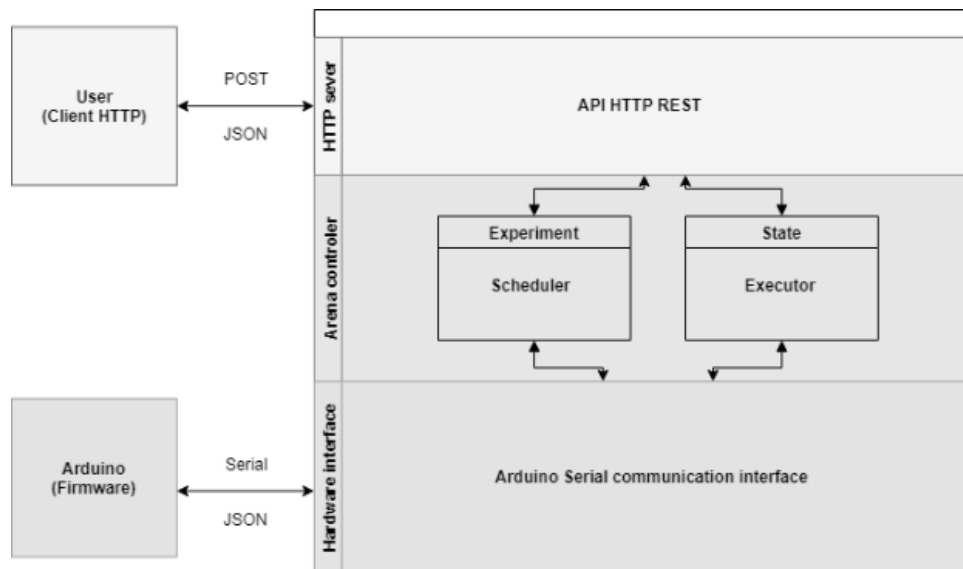 User
(Client HTTP)
POST
JSON
HTTP sever
API HTTP REST
Arena controler
Experiment
Scheduler
State
Executor
Arduino
(Firmware)
Serial
JSON
Hardware interface
Arduino Serial communication interface